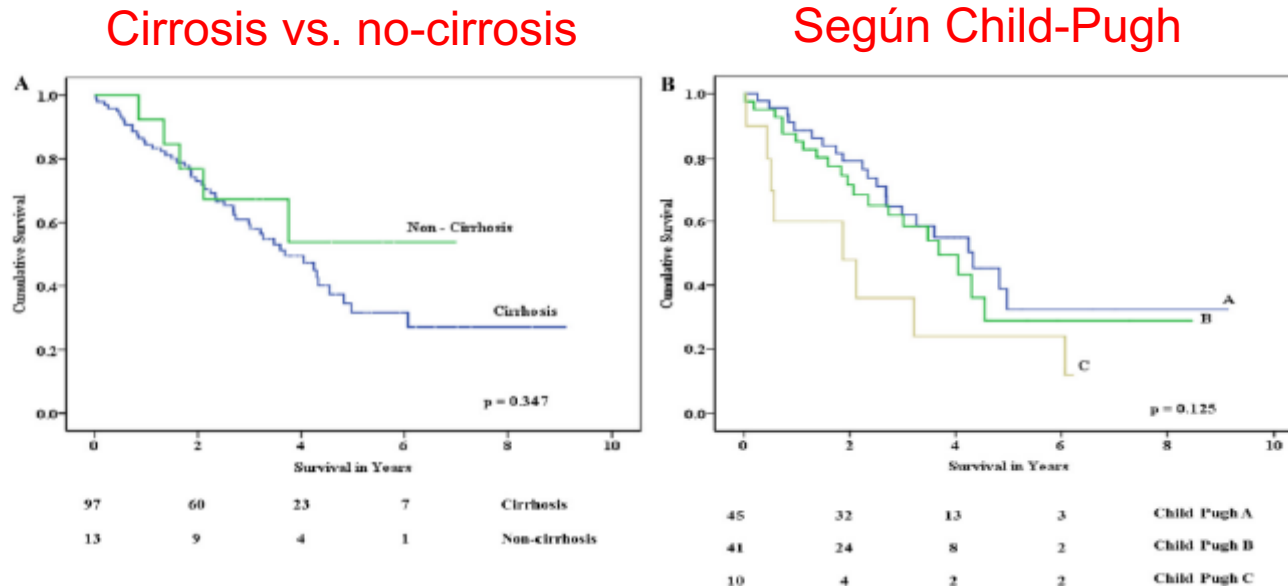 Cirrosis vs. no-cirrosis
Según Child-Pugh
A
1.0
0.8
0.6
0.4
0.2
0.0
Cumulative Survival
Non - Cirrhosis
Cirrhosis
p = 0.347
0 2 4 6 8 10
Survival in Years
97 60 23 7 Cirrhosis
13 9 4 1 Non-cirrhosis
B
1.0
0.8
0.6
0.4
0.2
0.0
Cumulative Survival
A
B
C
p = 0.125
0 2 4 6 8 10
Survival in Years
45 32 13 3 Child Pugh A
41 24 8 2 Child Pugh B
10 4 2 2 Child Pugh C